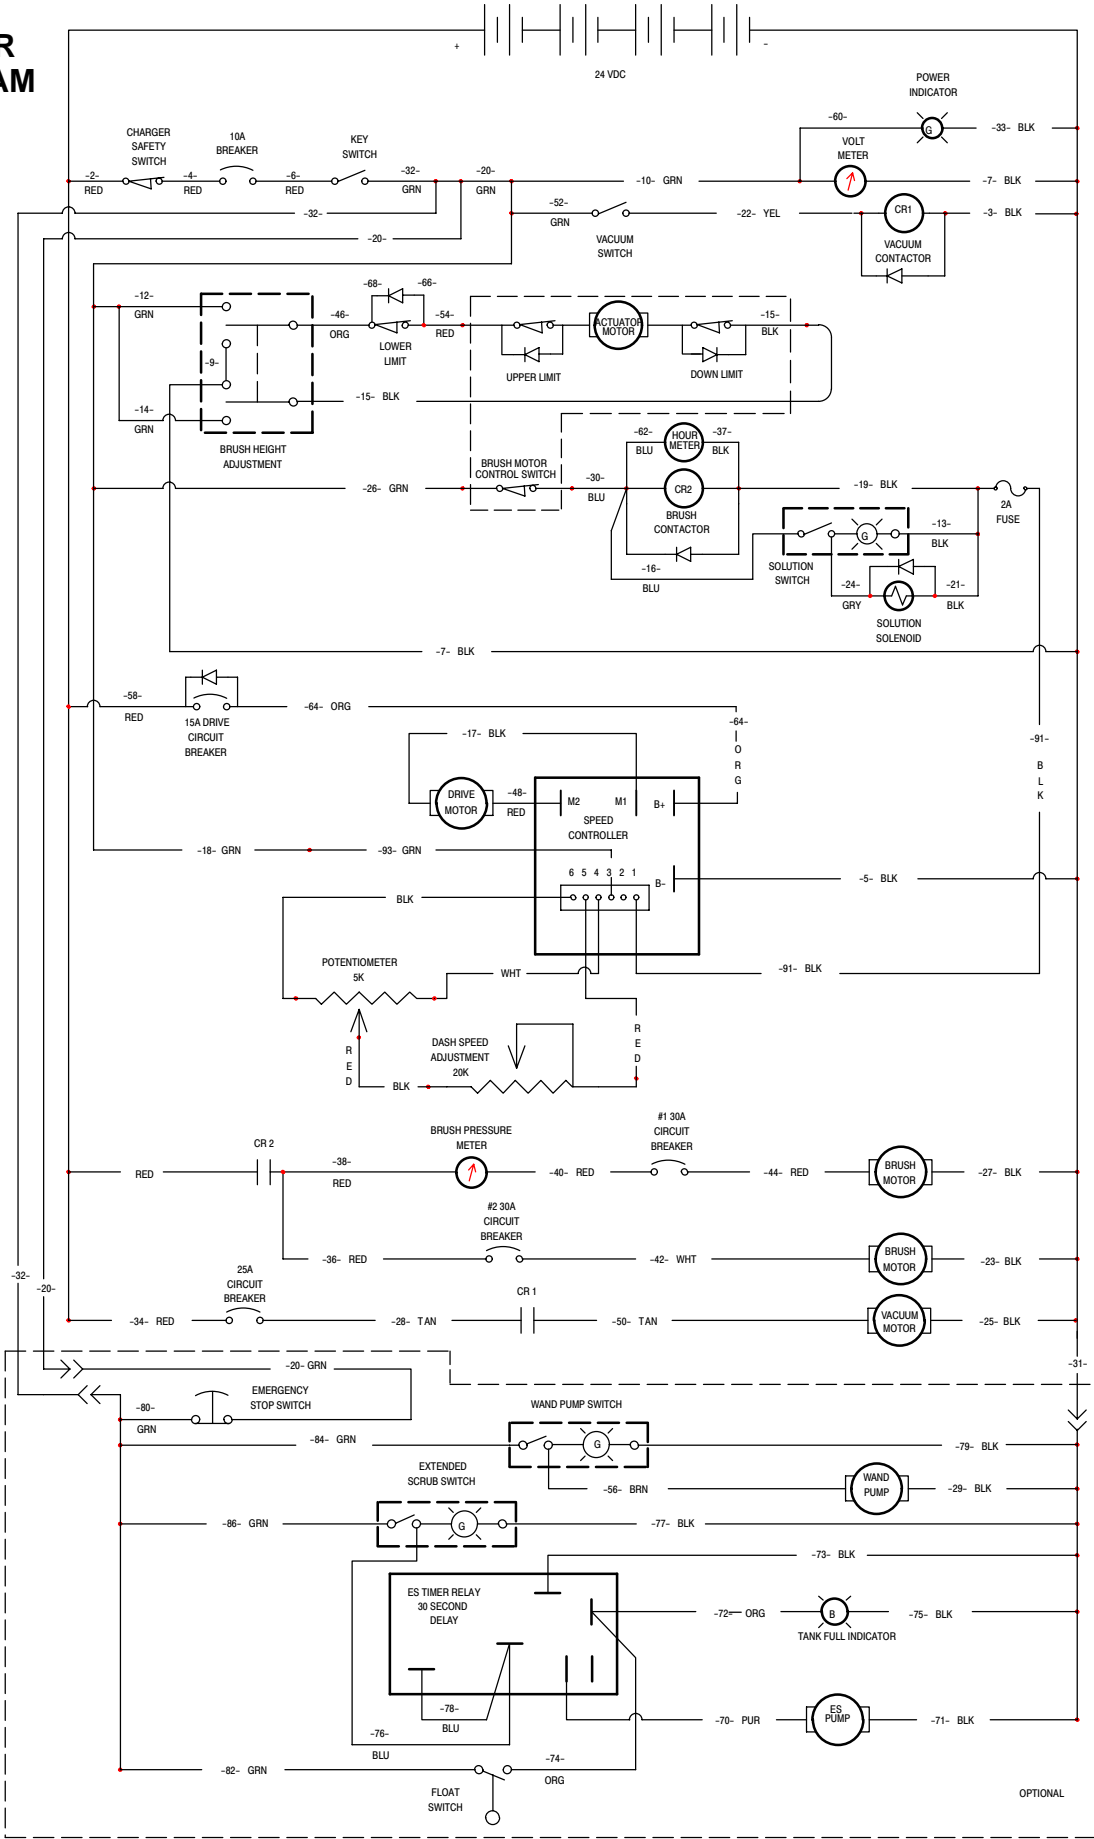 R
AM
+
-
24 VDC
POWER
INDICATOR
-60-
G
-33- BLK
CHARGER
SAFETY
SWITCH
10A
BREAKER
KEY
SWITCH
VOLT
METER
-2-
RED
-4-
RED
-6-
RED
-32-
GRN
-20-
GRN
-10- GRN
-7- BLK
-32-
-52-
GRN
-22- YEL
CR1
-3- BLK
-20-
VACUUM
SWITCH
VACUUM
CONTACTOR
-12-
GRN
-68-
-66-
-46-
ORG
-54-
RED
ACTUATOR
MOTOR
-15-
BLK
LOWER
LIMIT
-9-
UPPER LIMIT
DOWN LIMIT
-14-
GRN
-15- BLK
BRUSH HEIGHT
ADJUSTMENT
-62-
BLU
HOUR
METER
-37-
BLK
BRUSH MOTOR
CONTROL SWITCH
-26- GRN
-30-
BLU
CR2
BRUSH
CONTACTOR
-19- BLK
2A
FUSE
G
-13-
BLK
-16-
BLU
SOLUTION
SWITCH
-24-
GRY
-21-
BLK
SOLUTION
SOLENOID
-7- BLK
-58-
RED
-64- ORG
15A DRIVE
CIRCUIT
BREAKER
-64-
O
R
G
-17- BLK
-91-
B
L
K
DRIVE
MOTOR
-48-
RED
M2
M1
B+
SPEED
CONTROLLER
-18- GRN
-93- GRN
6 5 4 3 2 1
B-
-5- BLK
BLK
POTENTIOMETER
5K
WHT
-91- BLK
R
E
D
DASH SPEED
ADJUSTMENT
20K
R
E
D
BLK
#1 30A
CIRCUIT
BREAKER
BRUSH PRESSURE
METER
CR 2
RED
-38-
RED
-40- RED
-44- RED
BRUSH
MOTOR
-27- BLK
#2 30A
CIRCUIT
BREAKER
-36- RED
-42- WHT
BRUSH
MOTOR
-23- BLK
-32-
-20-
25A
CIRCUIT
BREAKER
CR 1
-34- RED
-28- TAN
-50- TAN
VACUUM
MOTOR
-25- BLK
-31-
-20- GRN
EMERGENCY
STOP SWITCH
-80-
GRN
WAND PUMP SWITCH
-84- GRN
G
-79- BLK
EXTENDED
SCRUB SWITCH
-56- BRN
WAND
PUMP
-29- BLK
-86- GRN
G
-77- BLK
-73- BLK
ES TIMER RELAY
30 SECOND
DELAY
-72- ORG
B
-75- BLK
TANK FULL INDICATOR
-78-
BLU
-76-
BLU
-70- PUR
ES
PUMP
-71- BLK
-82- GRN
-74-
ORG
FLOAT
SWITCH
OPTIONAL